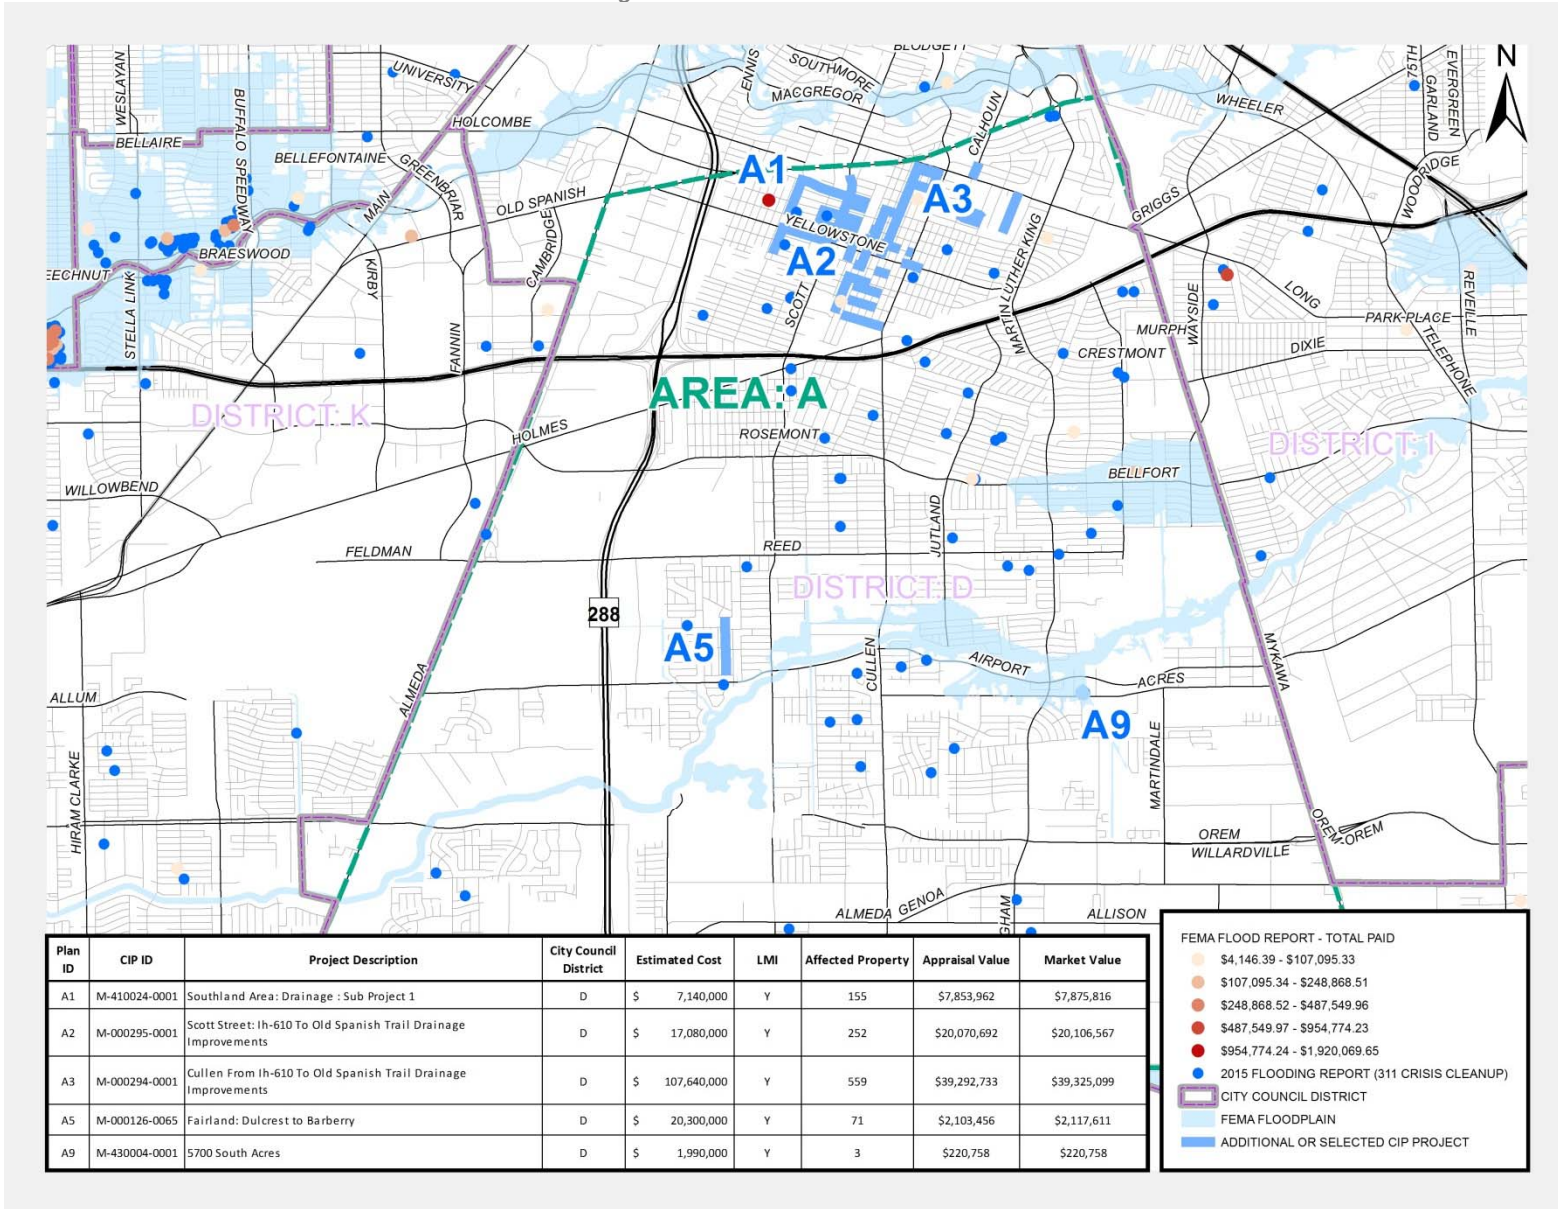 BLODGETT
SOUTHMORE
ENNIS
UNIVERSITY
MACGREGOR
WESLAYAN
75TH
EVERGREEN
GARLAND
N
BUFFALO SPEEDWAY
WHEELER
HOLCOMBE
CALHOUN
BELLAIRE
BELLEFONTAINE
GREENBRIAR
WOODRIDGE
A1
MAIN
OLD SPANISH
A3
GRIGGS
CAMBRIDGE
YELLOWSTONE
BRAESWOOD
KIRBY
A2
MARTIN LUTHER KING
EECHNUT
STELLA LINK
SCOTT
LONG
REVEILLE
WAYSIDE
PARK PLACE
FANNIN
MURPH
DIXIE
TELEPHONE
CRESTMONT
AREA: A
DISTRICT: K
HOLMES
ROSEMONT
DISTRICT: I
BELLFORT
WILLOWBEND
JUTLAND
FELDMAN
REED
DISTRICT: D
288
A5
CULLEN
AIRPORT
MYKAWA
ALMEDA
ACRES
ALLUM
A9
MARTINDALE
HIRAM CLARKE
OREM
OREM
OREM
WILLARDVILLE
GENOA
ALMEDA
GHAM
ALLISON
Plan ID CIP ID Project Description City Council District Estimated Cost LMI Affected Property Appraisal Value Market Value
A1 M-410024-0001 Southland Area: Drainage : Sub Project 1 D $ 7,140,000 Y 155 $7,853,962 $7,875,816
A2 M-000295-0001 Scott Street: Ih-610 To Old Spanish Trail Drainage Improvements D $ 17,080,000 Y 252 $20,070,692 $20,106,567
A3 M-000294-0001 Cullen From Ih-610 To Old Spanish Trail Drainage Improvements D $ 107,640,000 Y 559 $39,292,733 $39,325,099
A5 M-000126-0065 Fairland: Dulcrest to Barberry D $ 20,300,000 Y 71 $2,103,456 $2,117,611
A9 M-430004-0001 5700 South Acres D $ 1,990,000 Y 3 $220,758 $220,758
FEMA FLOOD REPORT - TOTAL PAID
$4,146.39 - $107,095.33
$107,095.34 - $248,868.51
$248,868.52 - $487,549.96
$487,549.97 - $954,774.23
$954,774.24 - $1,920,069.65
2015 FLOODING REPORT (311 CRISIS CLEANUP)
CITY COUNCIL DISTRICT
FEMA FLOODPLAIN
ADDITIONAL OR SELECTED CIP PROJECT